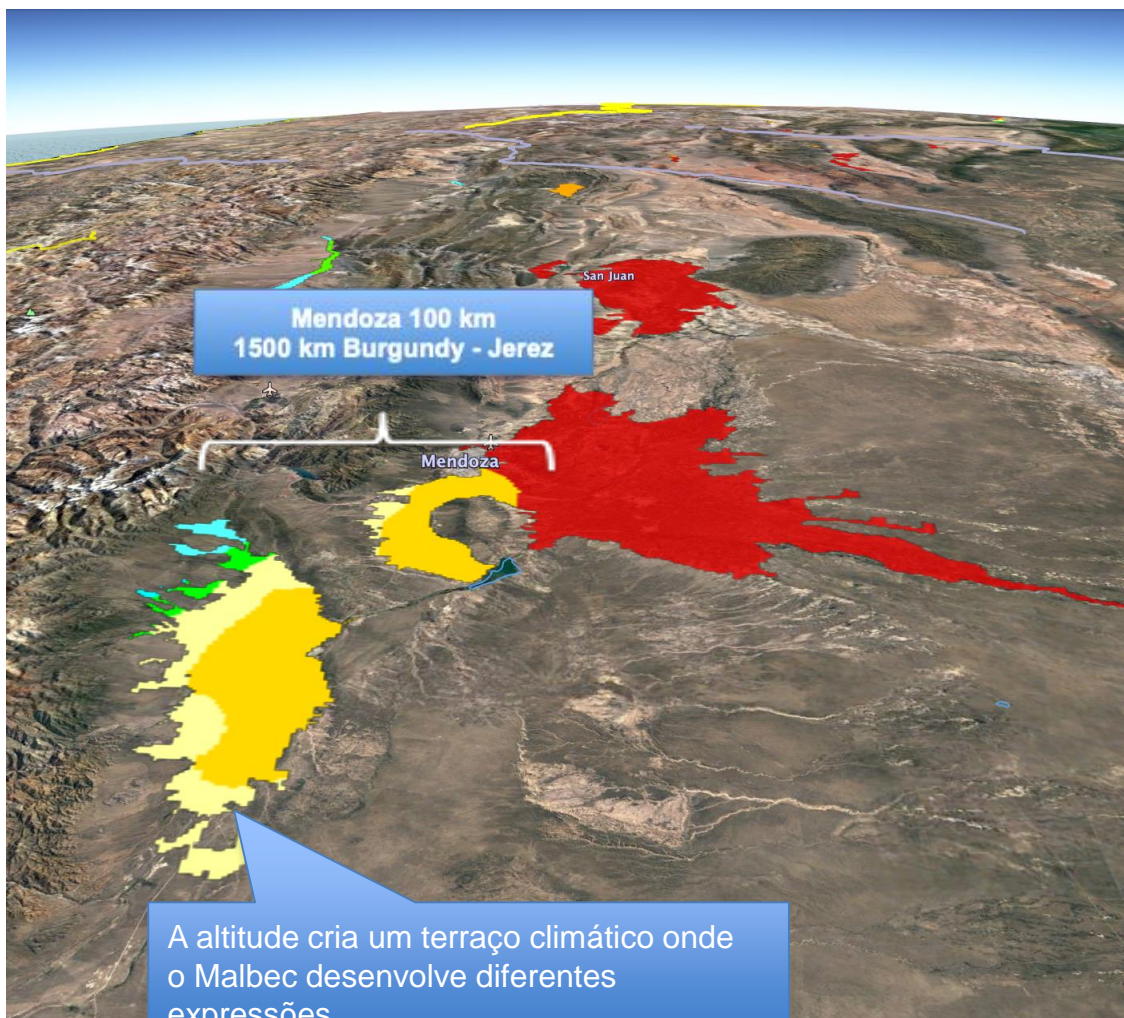 San Juan
Mendoza 100 km
1500 km Burgundy - Jerez
Mendoza
A altitude cria um terraço climático onde
o Malbec desenvolve diferentes
expressões